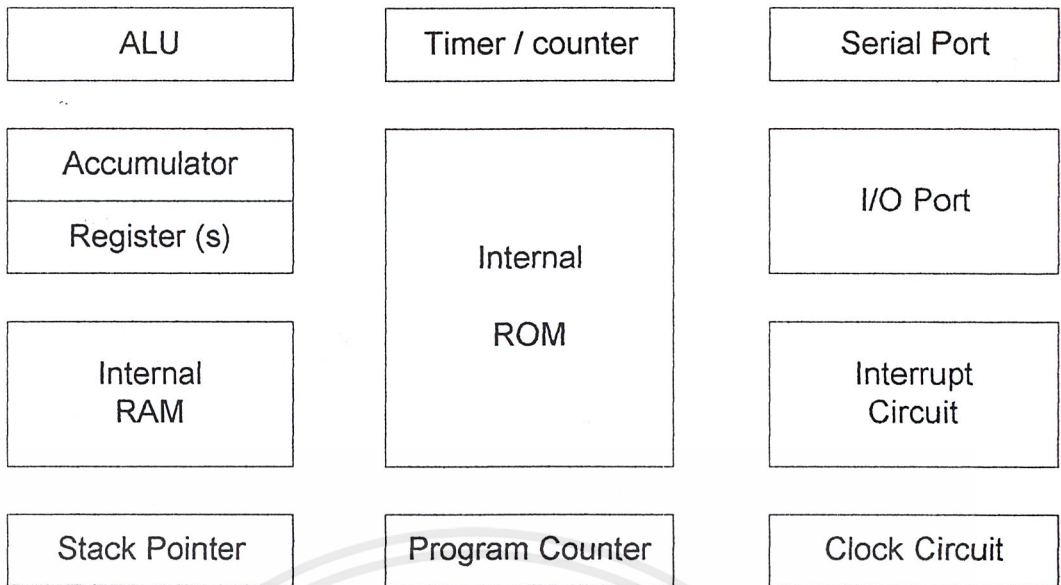 ALU
Timer / counter
Serial Port
Accumulator
Register (s)
Internal
ROM
I/O Port
Internal
RAM
Interrupt
Circuit
Stack Pointer
Program Counter
Clock Circuit